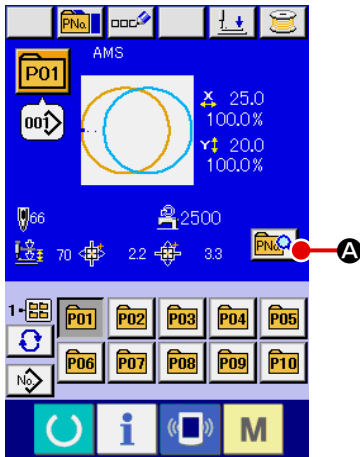 PNo.
AMS
P01
001
X 25.0
100.0%
Y 20.0
100.0%
66
2500
70
2.2
3.3
PNo.
A
1-
P01 P02 P03 P04 P05
No.
P06 P07 P08 P09 P10
i
M